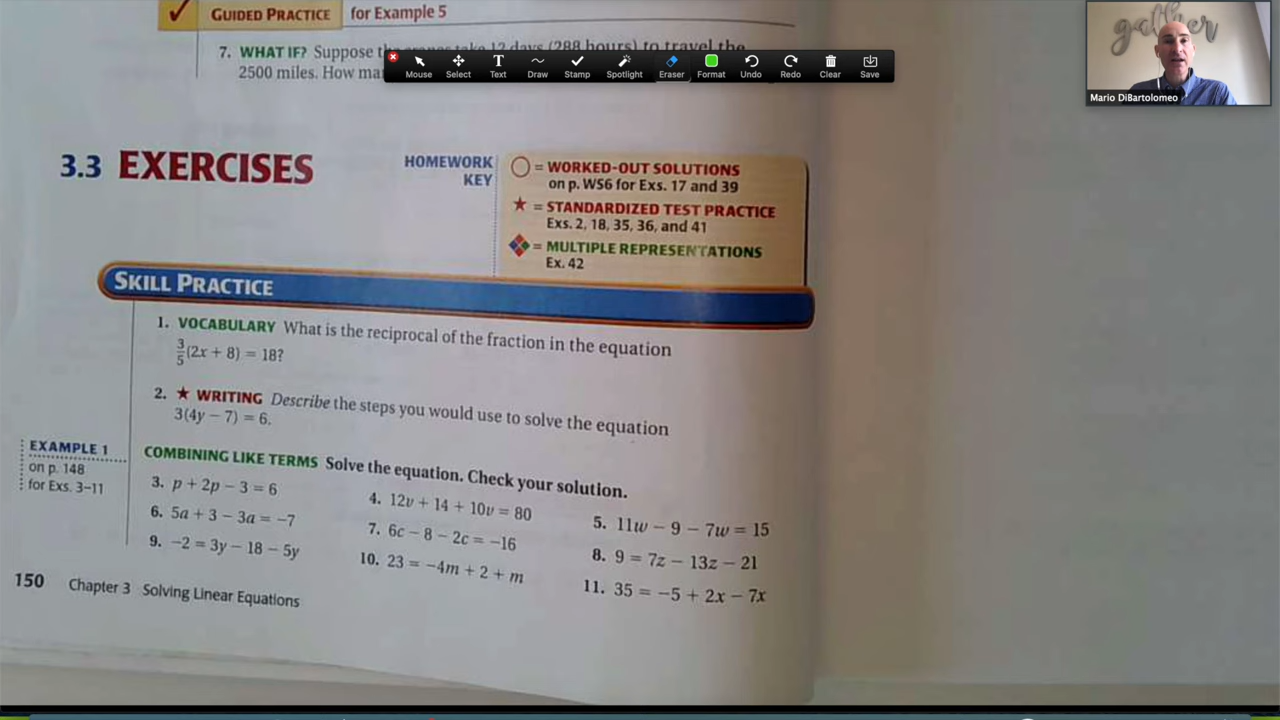 GUIDED PRACTICE for Example 5
7. WHAT IF? Suppose 12 days (288 hours) to travel the
2500 miles. How
Mouse Select Text Draw Stamp Spotlight Eraser Format Undo Redo Clear Save
gather
Mario DiBartolomeo
3.3 EXERCISES
HOMEWORK
KEY
= WORKED-OUT SOLUTIONS
on p. WS6 for Exs. 17 and 39
★ = STANDARDIZED TEST PRACTICE
Exs. 2, 18, 35, 36, and 41
= MULTIPLE REPRESENTATIONS
Ex. 42
SKILL PRACTICE
1. VOCABULARY What is the reciprocal of the fraction in the equation
3/5(2x + 8) = 18?
2. ★ WRITING Describe the steps you would use to solve the equation
3(4y − 7) = 6.
EXAMPLE 1
on p. 148
for Exs. 3–11
COMBINING LIKE TERMS Solve the equation. Check your solution.
3. p + 2p − 3 = 6
4. 12v + 14 + 10v = 80
5. 11w − 9 − 7w = 15
6. 5a + 3 − 3a = −7
7. 6c − 8 − 2c = −16
8. 9 = 7z − 13z − 21
9. −2 = 3y − 18 − 5y
10. 23 = −4m + 2 + m
11. 35 = −5 + 2x − 7x
150 Chapter 3 Solving Linear Equations